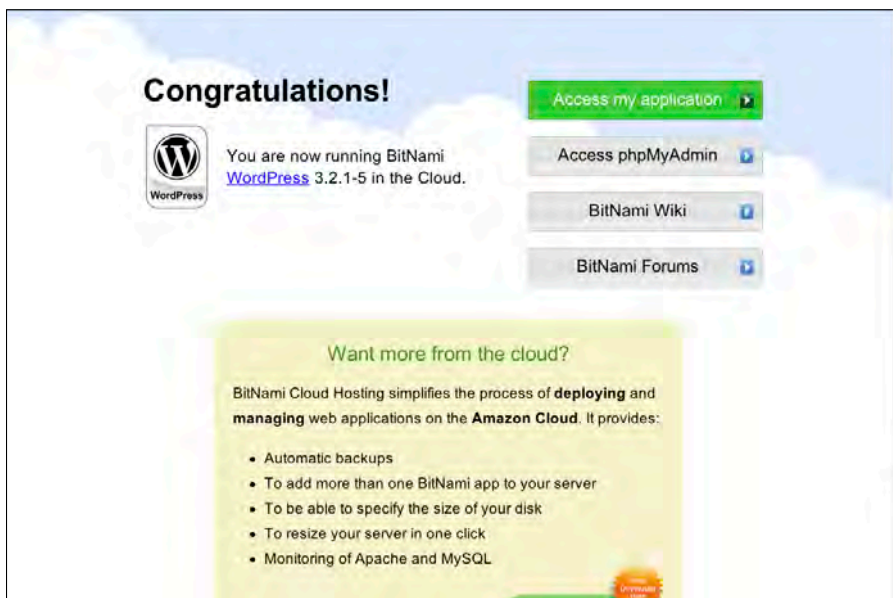 Congratulations!
WordPress
You are now running BitNami
WordPress 3.2.1-5 in the Cloud.
Access my application
Access phpMyAdmin
BitNami Wiki
BitNami Forums
Want more from the cloud?
BitNami Cloud Hosting simplifies the process of deploying and
managing web applications on the Amazon Cloud. It provides:
• Automatic backups
• To add more than one BitNami app to your server
• To be able to specify the size of your disk
• To resize your server in one click
• Monitoring of Apache and MySQL